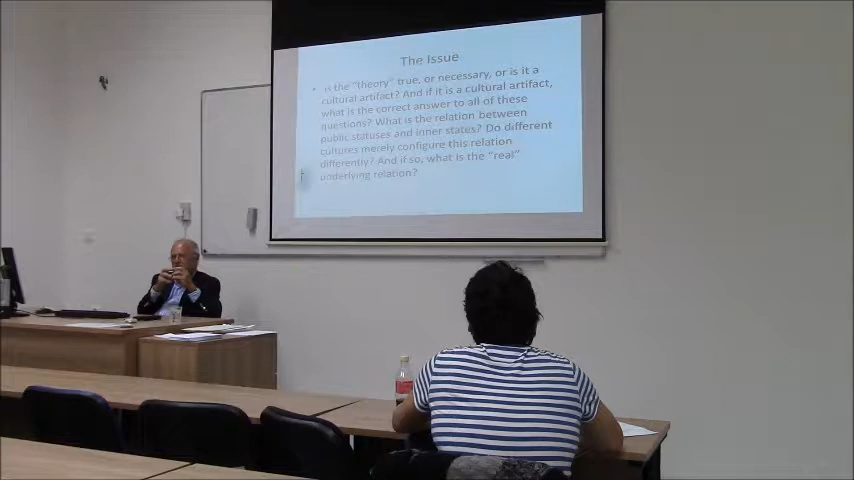 The Issue
• Is the "theory" true, or necessary, or is it a
cultural artifact? And if it is a cultural artifact,
what is the correct answer to all of these
questions? What is the relation between
public statuses and inner states? Do different
cultures merely configure this relation
differently? And if so, what is the "real"
underlying relation?